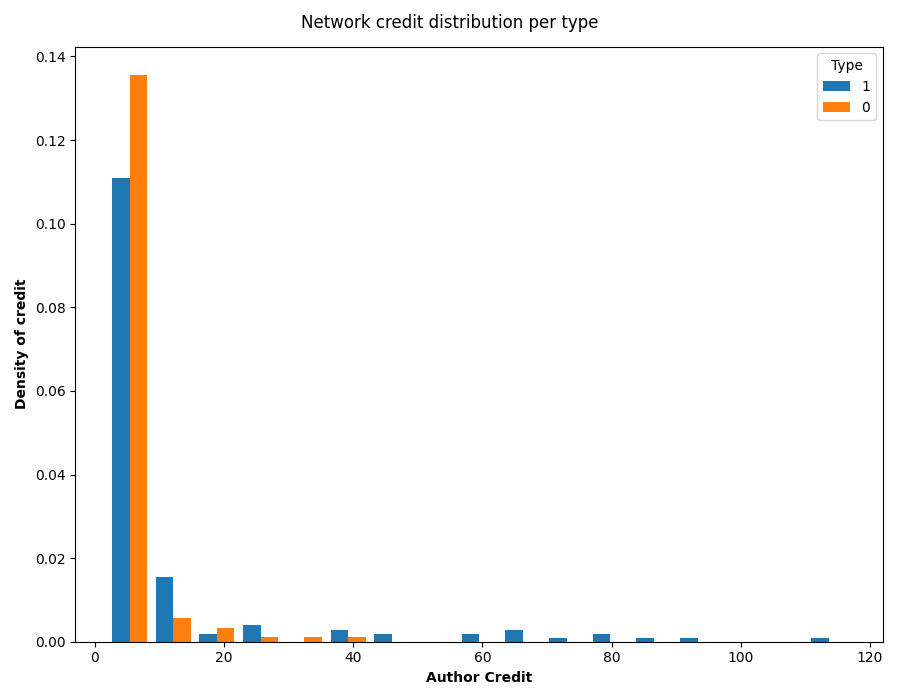 Network credit distribution per type
Type
1
0
0.14
0.12
0.10
0.08
0.06
0.04
0.02
0.00
Density of credit
0 20 40 60 80 100 120
Author Credit